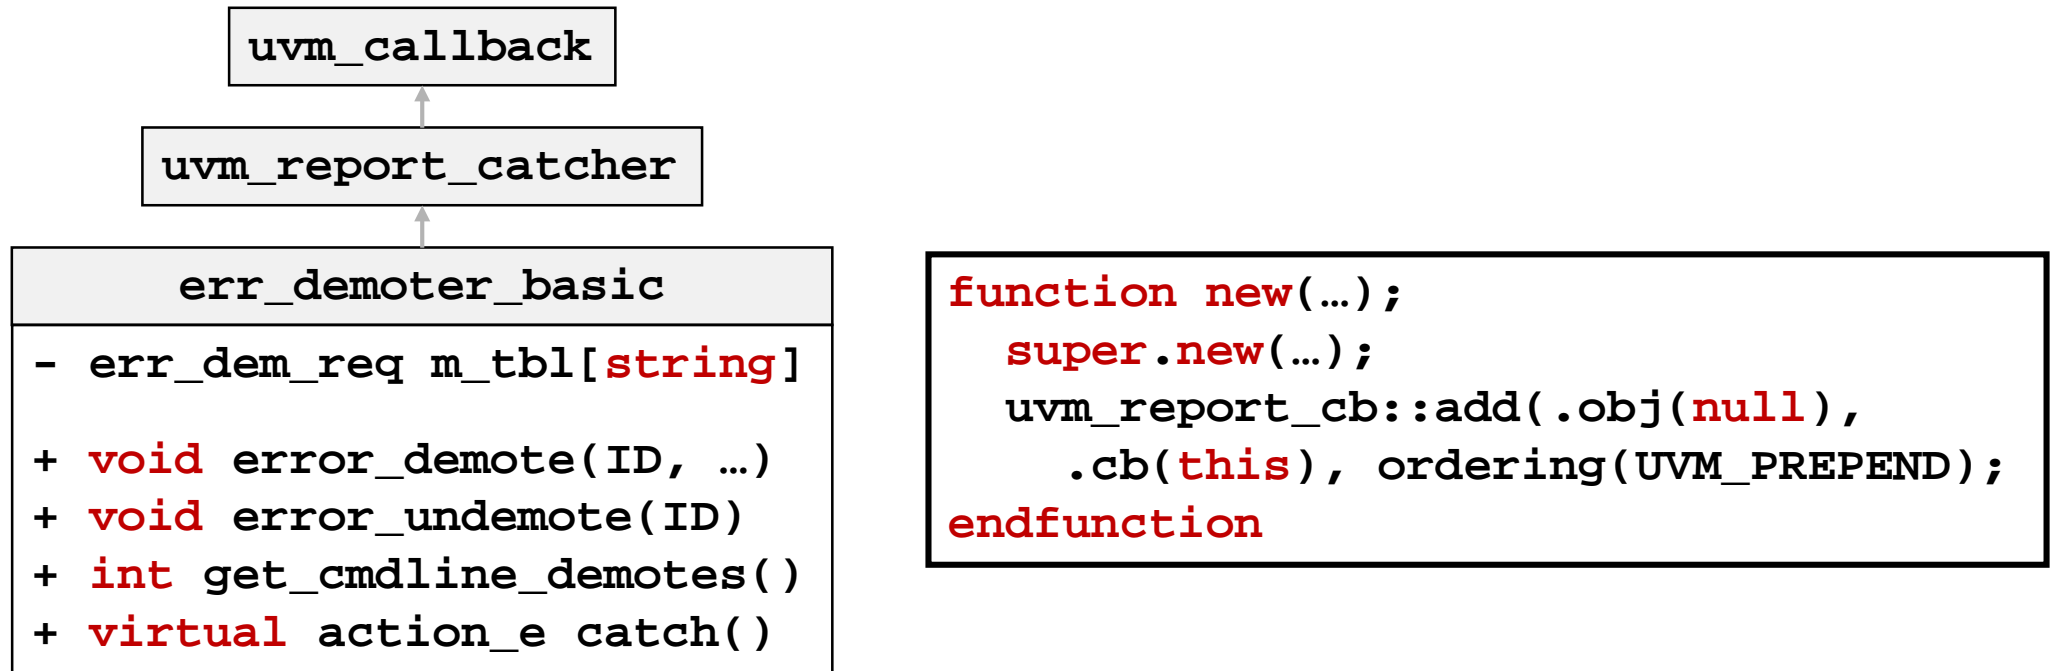 uvm_callback
uvm_report_catcher
err_demoter_basic
- err_dem_req m_tbl[string]
+ void error_demote(ID, …)
+ void error_undemote(ID)
+ int get_cmdline_demotes()
+ virtual action_e catch()
function new(…);
super.new(…);
uvm_report_cb::add(.obj(null),
.cb(this), ordering(UVM_PREPEND);
endfunction